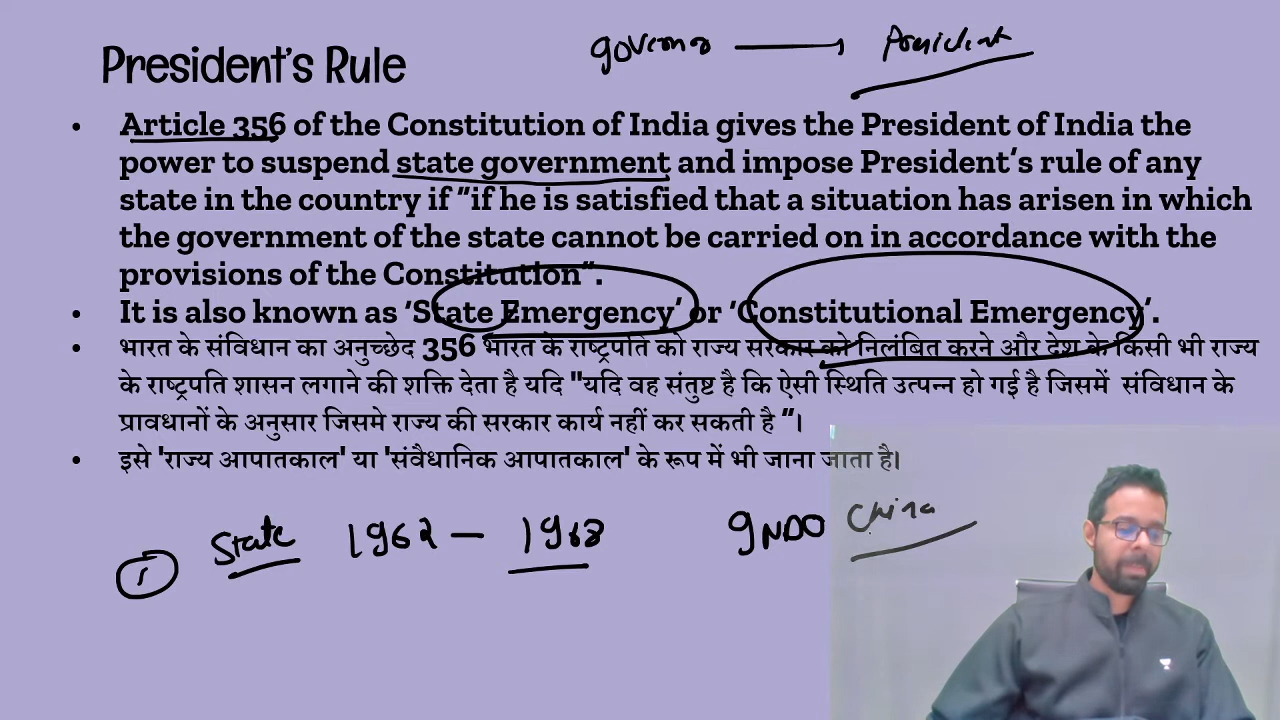 President's Rule
governor → President
• Article 356 of the Constitution of India gives the President of India the
power to suspend state government and impose President's rule of any
state in the country if "if he is satisfied that a situation has arisen in which
the government of the state cannot be carried on in accordance with the
provisions of the Constitution".
• It is also known as 'State Emergency' or 'Constitutional Emergency'.
• भारत के संविधान का अनुच्छेद 356 भारत के राष्ट्रपति को राज्य सरकार को निलंबित करने और देश के किसी भी राज्य
के राष्ट्रपति शासन लगाने की शक्ति देता है यदि "यदि वह संतुष्ट है कि ऐसी स्थिति उत्पन्न हो गई है जिसमें संविधान के
प्रावधानों के अनुसार जिसमे राज्य की सरकार कार्य नहीं कर सकती है "।
• इसे 'राज्य आपातकाल' या 'संवैधानिक आपातकाल' के रूप में भी जाना जाता है।
① State 1962 – 1968 INDO China